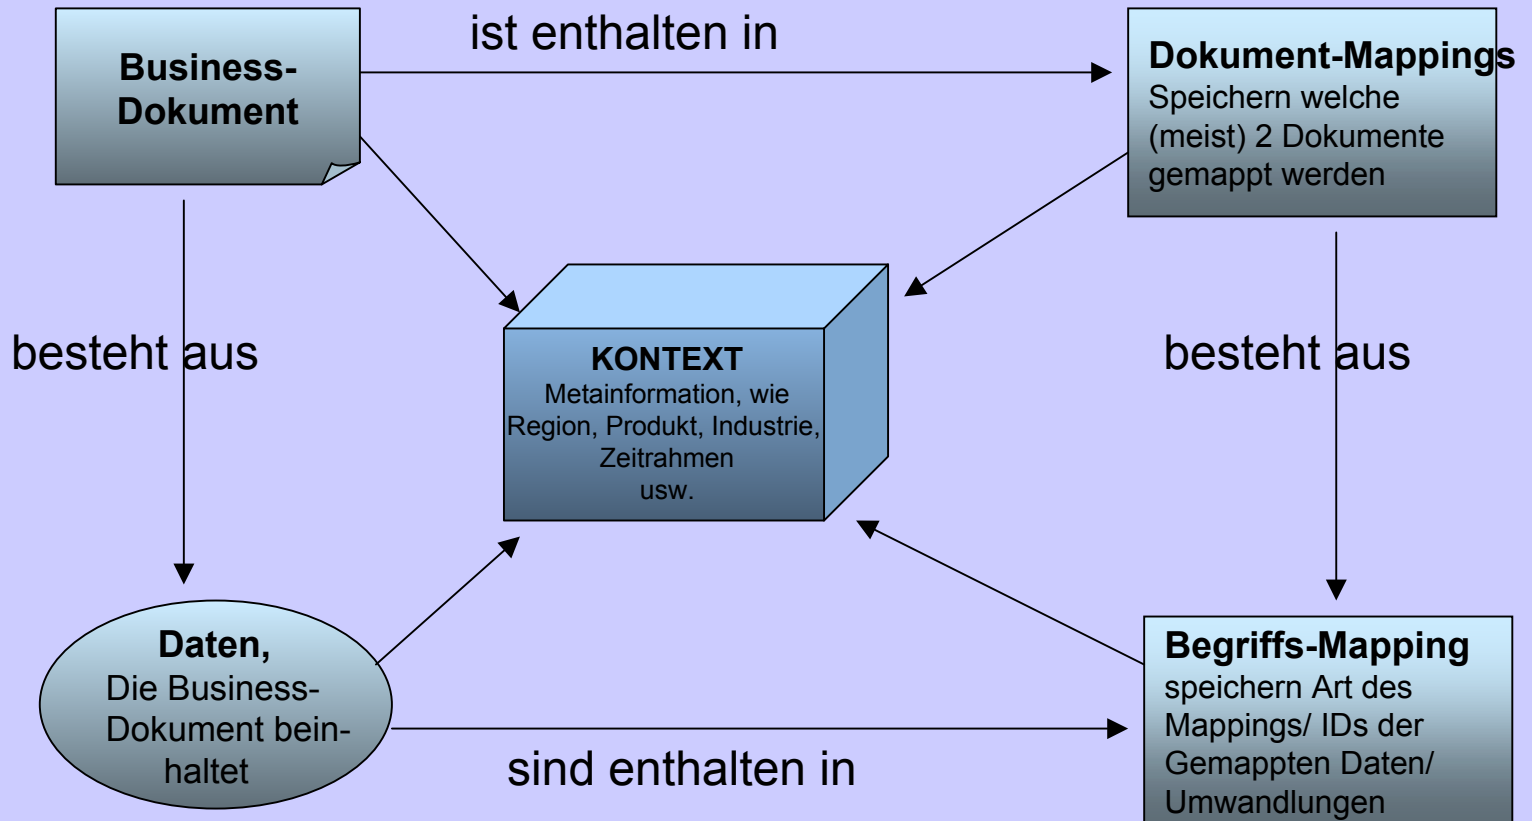 ist enthalten in
Business-
Dokument
Dokument-Mappings
Speichern welche
(meist) 2 Dokumente
gemappt werden
besteht aus
KONTEXT
Metainformation, wie
Region, Produkt, Industrie,
Zeitrahmen
usw.
besteht aus
Daten,
Die Business-
Dokument bein-
haltet
sind enthalten in
Begriffs-Mapping
speichern Art des
Mappings/ IDs der
Gemappten Daten/
Umwandlungen